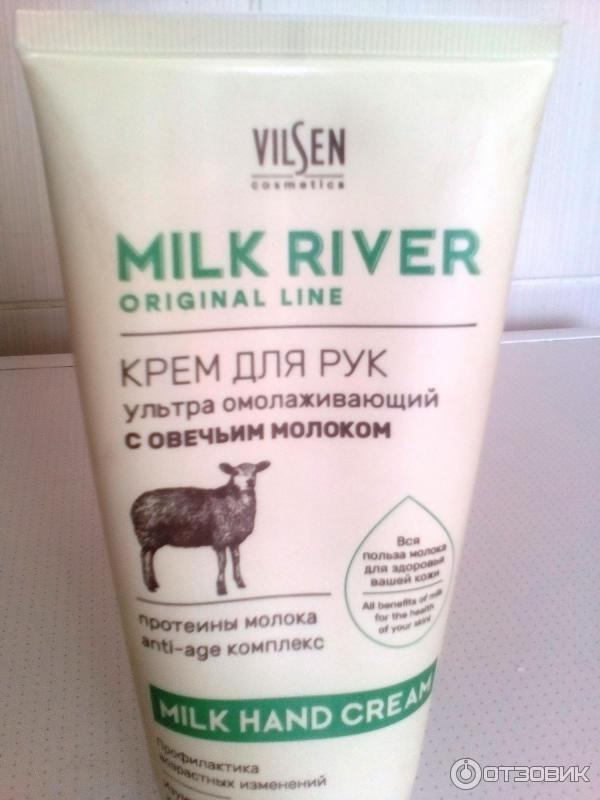 VILSEN
cosmetics
MILK RIVER
ORIGINAL LINE
КРЕМ ДЛЯ РУК
ультра омолаживающий
С ОВЕЧЬИМ МОЛОКОМ
Вся
польза молока
для здоровья
вашей кожи
All benefits of milk
for the health
of your skin!
протеины молока
anti-age комплекс
MILK HAND CREAM
Профилактика
возрастных изменений
ОТЗОВИК